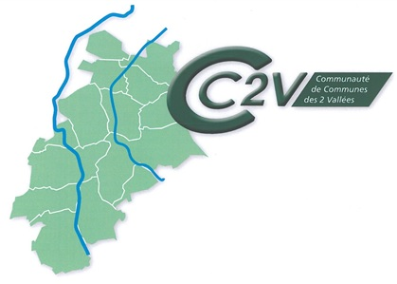 CC2V
Communauté
de Communes
des 2 Vallées